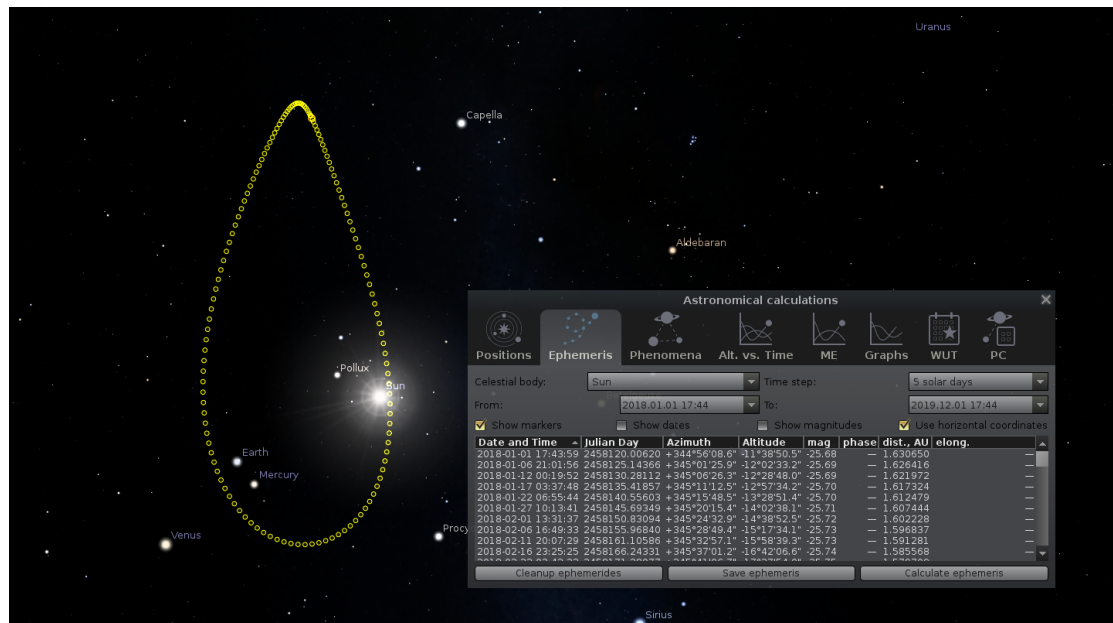 Uranus
Capella
Aldebaran
Astronomical calculations
Positions Ephemeris Phenomena Alt. vs. Time ME Graphs WUT PC
Pollux
Sun
Celestial body: Sun Time step: 5 solar days
From: 2018.01.01 17:44 To: 2019.12.01 17:44
Show markers Show dates Show magnitudes Use horizontal coordinates
Date and Time Julian Day Azimuth Altitude mag phase dist., AU elong.
2018-01-01 17:43:59 2458120.00620 +344°56'08.6" -11°38'50.5" -25.68 — 1.630650 —
2018-01-06 21:01:56 2458125.14366 +345°01'25.9" -12°02'33.2" -25.69 — 1.626416 —
2018-01-12 00:19:52 2458130.28112 +345°06'26.3" -12°28'48.0" -25.69 — 1.621972 —
2018-01-17 03:37:48 2458135.41857 +345°11'12.5" -12°57'34.2" -25.70 — 1.617324 —
2018-01-22 06:55:44 2458140.55603 +345°15'48.5" -13°28'51.4" -25.70 — 1.612479 —
2018-01-27 10:13:41 2458145.69349 +345°20'15.4" -14°02'38.1" -25.71 — 1.607444 —
2018-02-01 13:31:37 2458150.83094 +345°24'32.9" -14°38'52.5" -25.72 — 1.602228 —
2018-02-06 16:49:33 2458155.96840 +345°28'49.4" -15°17'34.1" -25.73 — 1.596837 —
2018-02-11 20:07:29 2458161.10586 +345°32'57.1" -15°58'39.3" -25.73 — 1.591281 —
2018-02-16 23:25:25 2458166.24331 +345°37'01.2" -16°42'06.6" -25.74 — 1.585568 —
Cleanup ephemerides Save ephemeris Calculate ephemeris
Earth
Mercury
Venus
Procy
Sirius